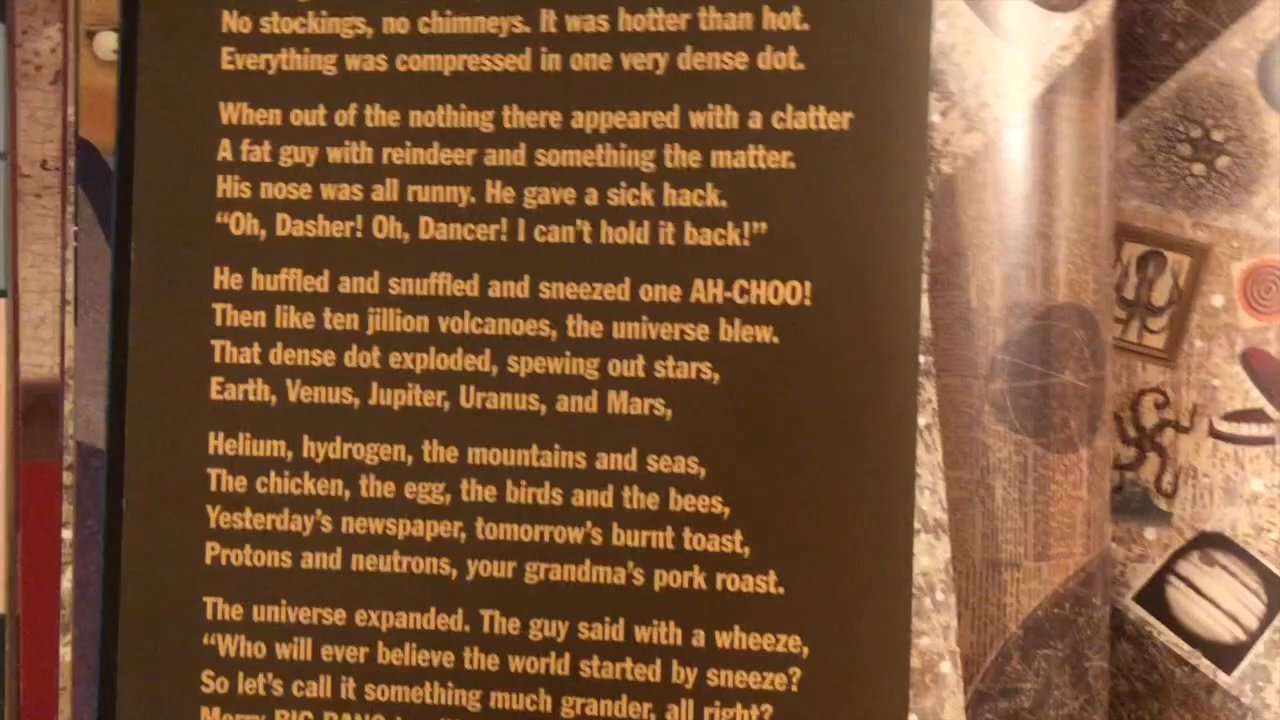 No stockings, no chimneys. It was hotter than hot.
Everything was compressed in one very dense dot.
When out of the nothing there appeared with a clatter
A fat guy with reindeer and something the matter.
His nose was all runny. He gave a sick hack.
“Oh, Dasher! Oh, Dancer! I can’t hold it back!”
He huffled and snuffled and sneezed one AH-CHOO!
Then like ten jillion volcanoes, the universe blew.
That dense dot exploded, spewing out stars,
Earth, Venus, Jupiter, Uranus, and Mars,
Helium, hydrogen, the mountains and seas,
The chicken, the egg, the birds and the bees,
Yesterday’s newspaper, tomorrow’s burnt toast,
Protons and neutrons, your grandma’s pork roast.
The universe expanded. The guy said with a wheeze,
“Who will ever believe the world started by sneeze?
So let’s call it something much grander, all right?
Merry BIG BANG